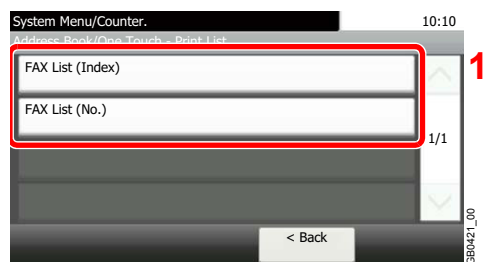 System Menu/Counter.
10:10
Address Book/One Touch - Print List
FAX List (Index)
1
FAX List (No.)
1/1
< Back
GB0421_00